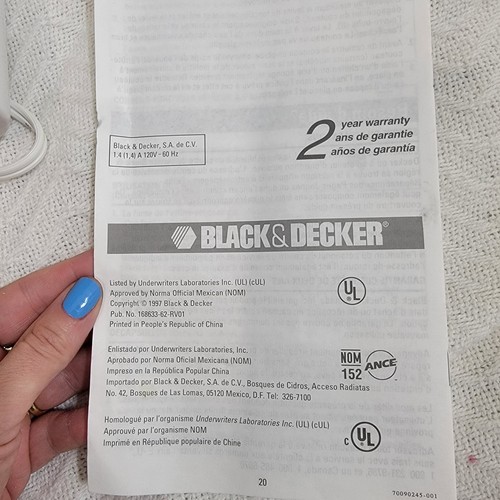 Black & Decker, S.A. de C.V.
1.4 (1,4) A 120V - 60 Hz
2 year warranty
ans de garantie
años de garantía
BLACK&DECKER®
Listed by Underwriters Laboratories Inc. (UL) (cUL)
Approved by Norma Official Mexican (NOM)
Copyright © 1997 Black & Decker
Pub. No. 168633-62-RV01
Printed in People's Republic of China
UL
Enlistado por Underwriters Laboratories, Inc.
Aprobado por Norma Oficial Mexicana (NOM)
Impreso en la República Popular China
Importado por Black & Decker, S.A. de C.V., Bosques de Cidros, Acceso Radiatas
No. 42, Bosques de Las Lomas, 05120 Mexico, D.F. Tel: 326-7100
NOM
152
ANCE
Homologué par l'organisme Underwriters Laboratories Inc. (UL) (cUL)
Approuvé par l'organisme NOM
Imprimé en République populaire de Chine
c UL
20
70090245-001